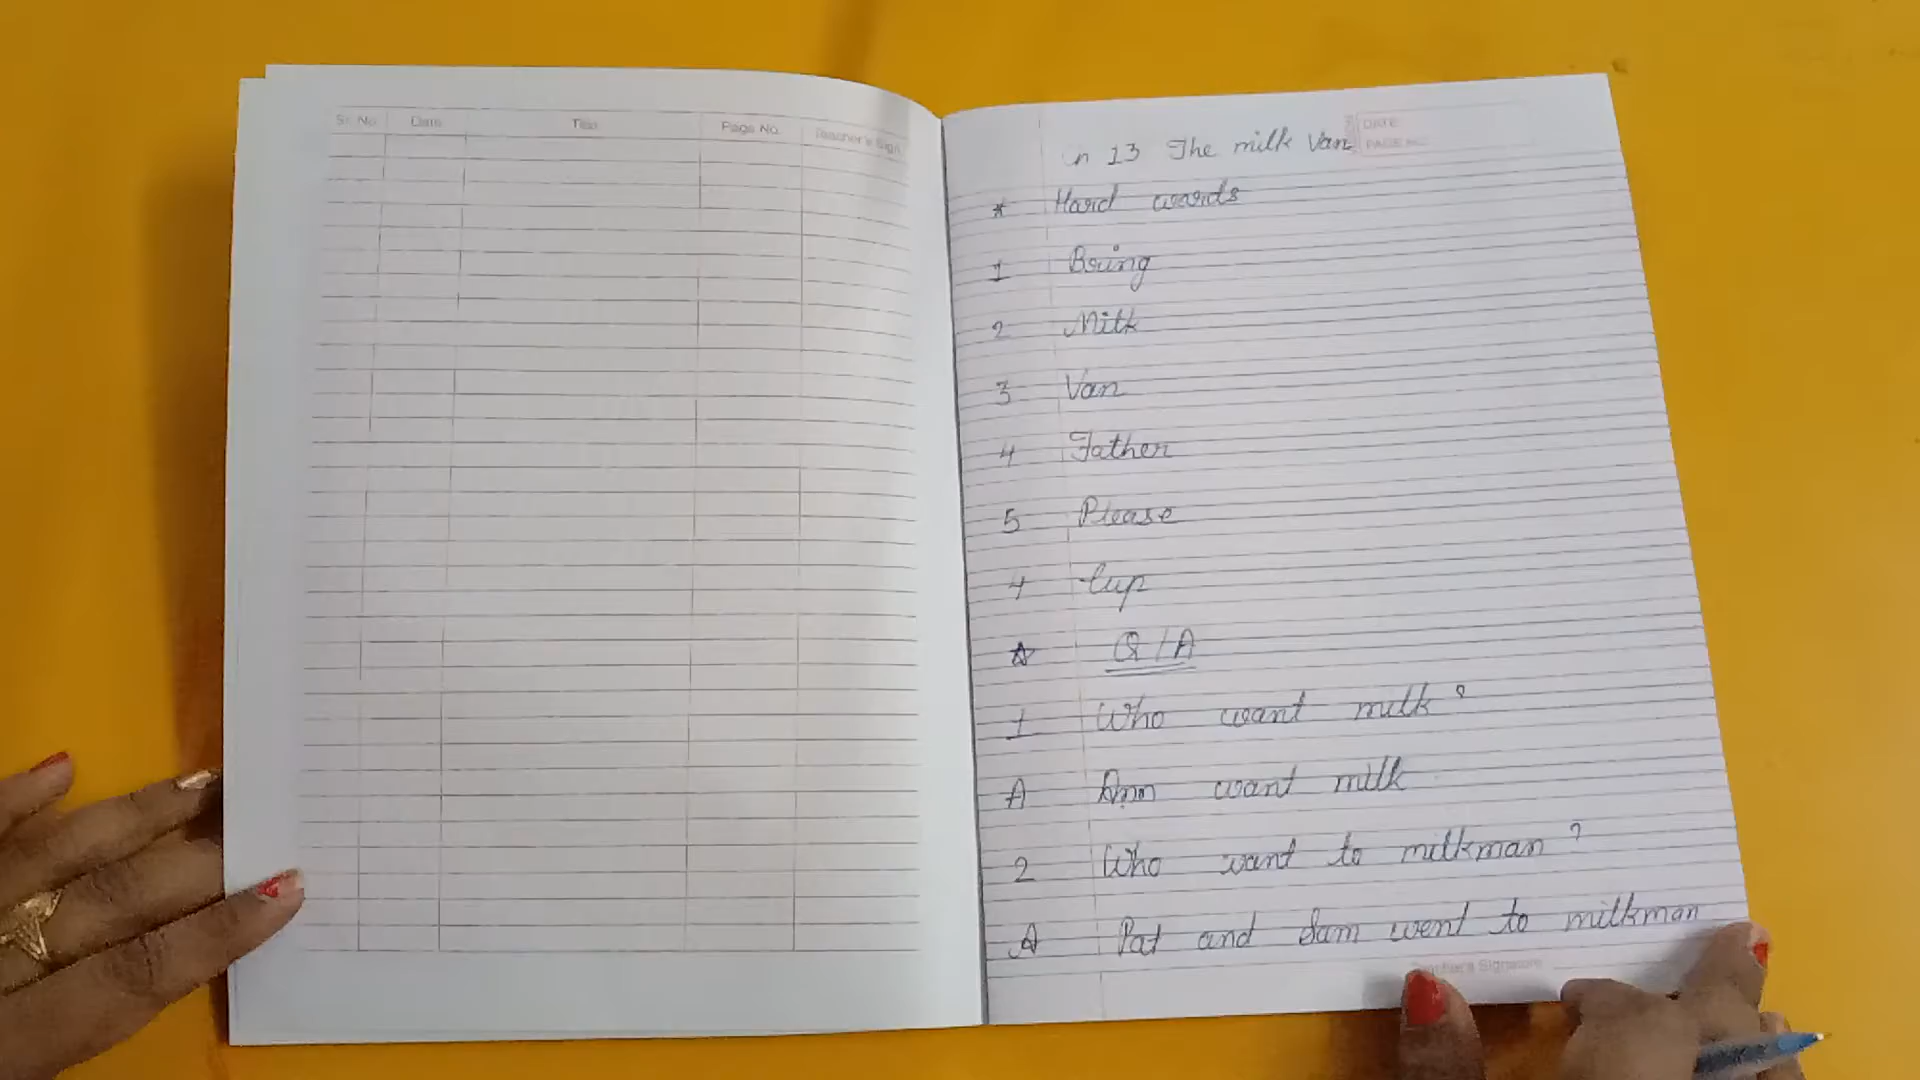 Sr. No. Date Title Page No. Teacher's Sign.
n 13 The milk Van
DATE
PAGE NO.
* Hard words
1 Bring
2 Milk
3 Van
4 Father
5 Please
4 Cup
☆ Q/A
1 Who want milk?
A Ann want milk
2 Who want to milkman?
A Pat and Sam went to milkman
Teacher's Signature